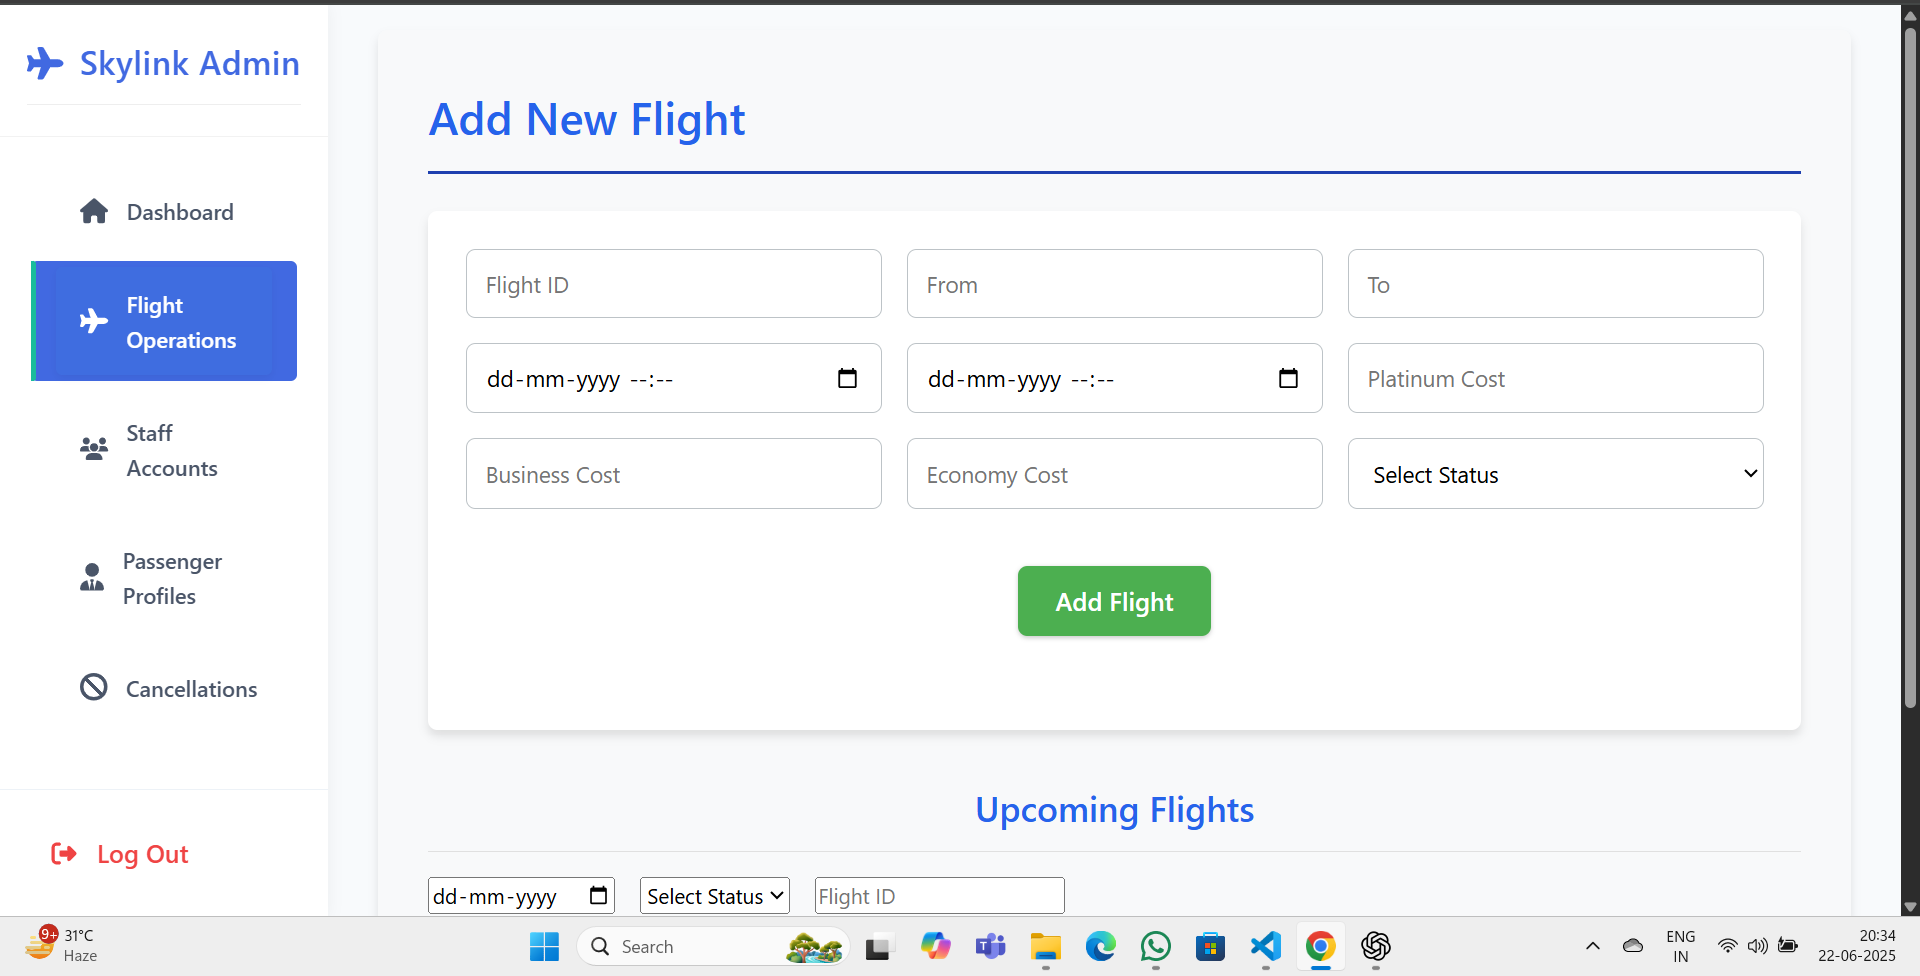 Skylink Admin
Dashboard
Flight
Operations
Staff
Accounts
Passenger
Profiles
Cancellations
Log Out
Add New Flight
Flight ID
From
To
dd-mm-yyyy --:--
dd-mm-yyyy --:--
Platinum Cost
Business Cost
Economy Cost
Select Status
Add Flight
Upcoming Flights
dd-mm-yyyy
Select Status
Flight ID
9+
31°C
Haze
Search
ENG
IN
20:34
22-06-2025